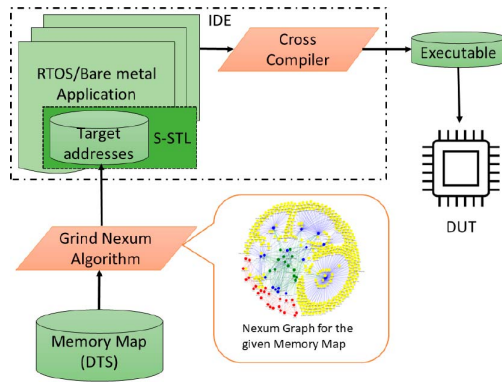 IDE
RTOS/Bare metal
Application
Target
addresses
S-STL
Cross
Compiler
Executable
DUT
Grind Nexum
Algorithm
Nexum Graph for the
given Memory Map
Memory Map
(DTS)